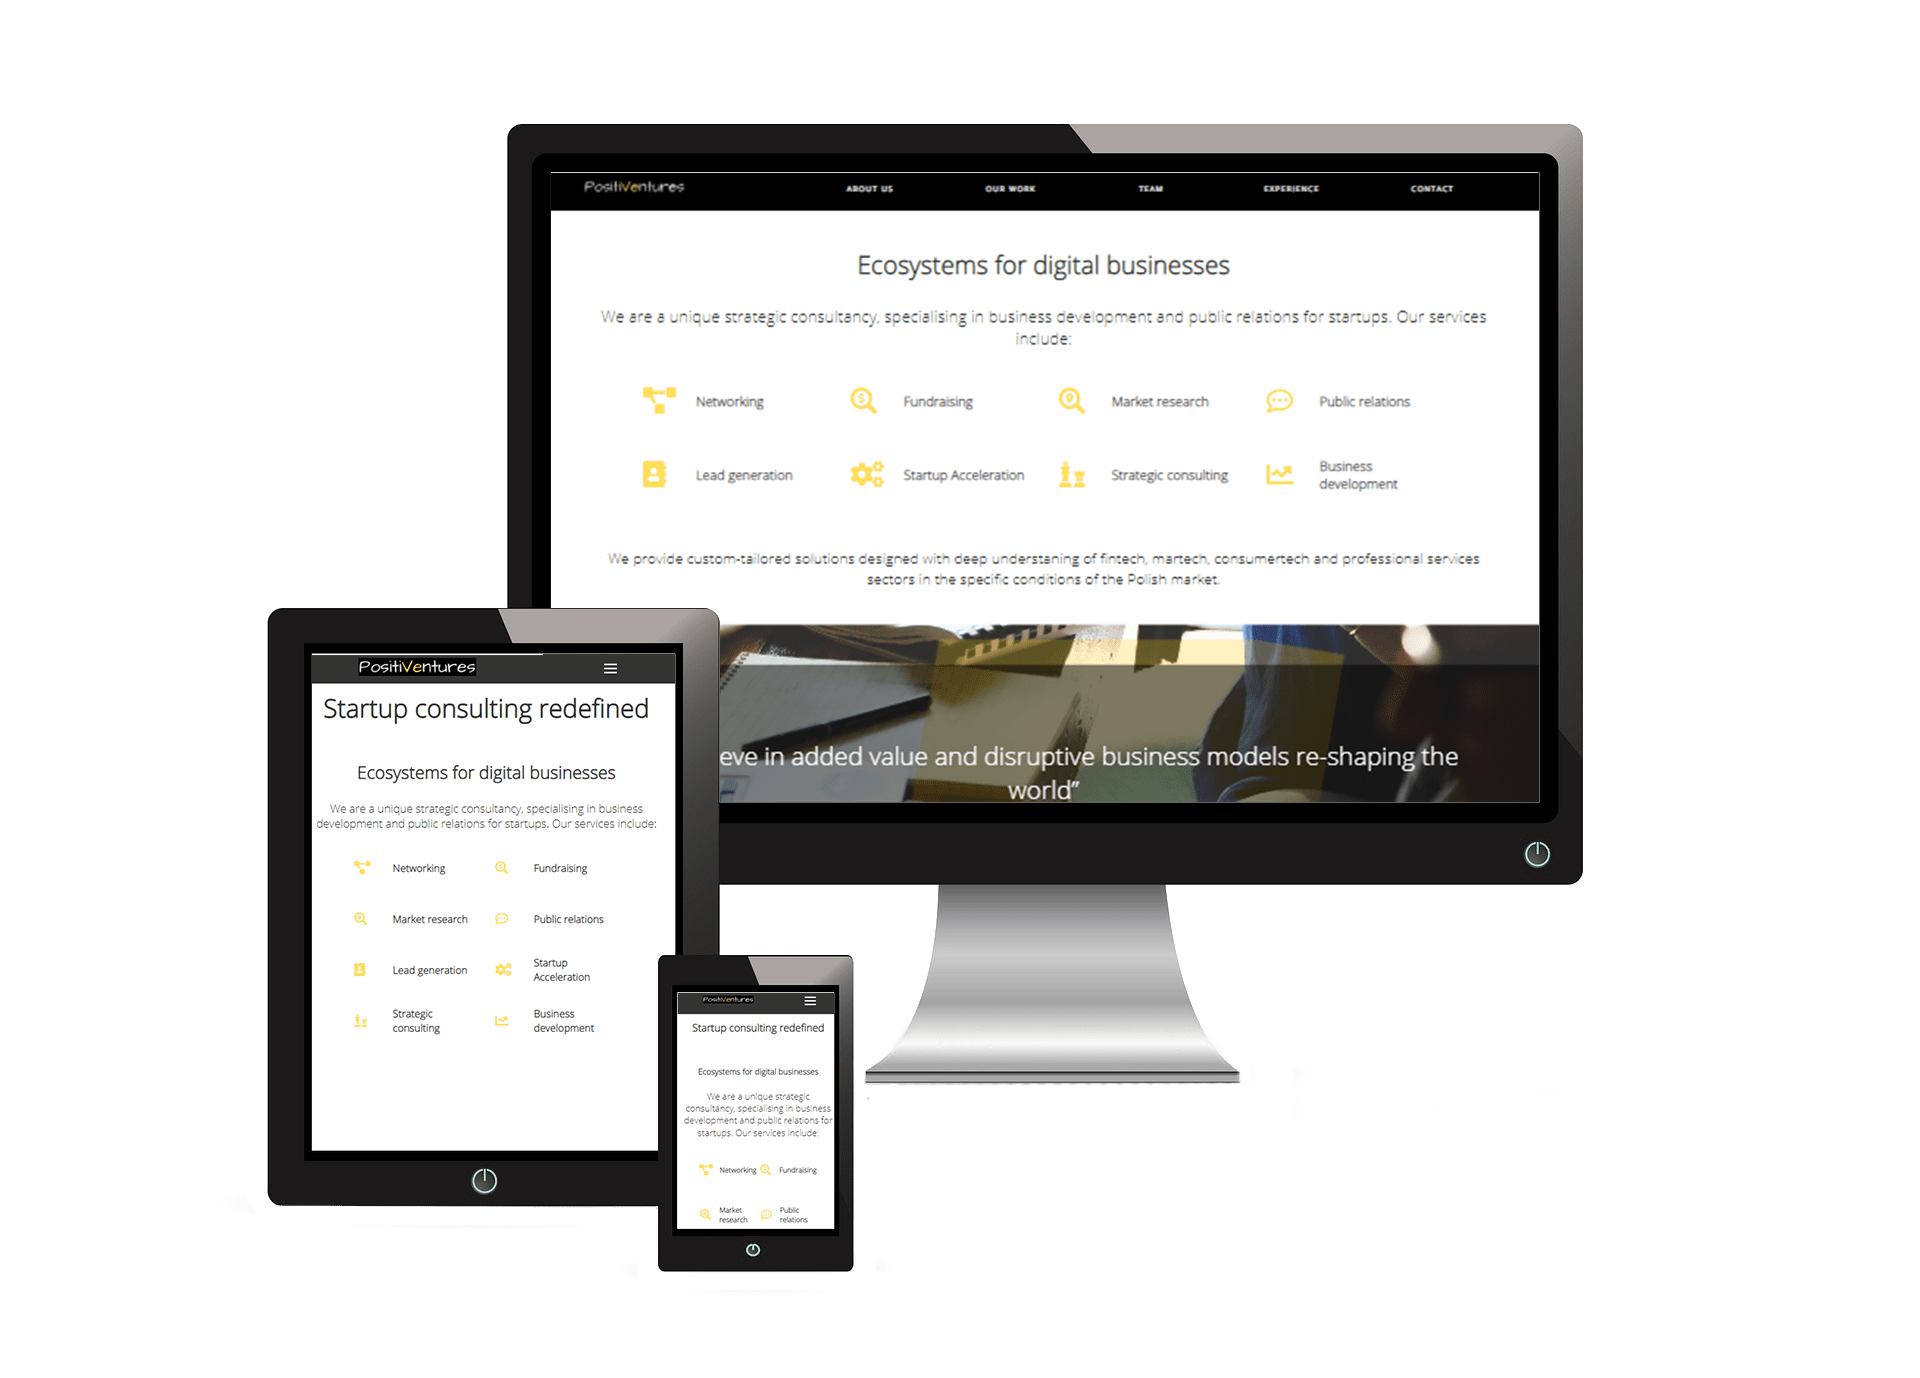 PositiVentures ABOUT US OUR WORK TEAM EXPERIENCE CONTACT
Ecosystems for digital businesses
We are a unique strategic consultancy, specialising in business development and public relations for startups. Our services
include:
Networking Fundraising Market research Public relations
Lead generation Startup Acceleration Strategic consulting Business
development
We provide custom-tailored solutions designed with deep understaning of fintech, martech, consumertech and professional services
sectors in the specific conditions of the Polish market.
eve in added value and disruptive business models re-shaping the
world”
PositiVentures
Startup consulting redefined
Ecosystems for digital businesses
We are a unique strategic consultancy, specialising in business
development and public relations for startups. Our services include:
Networking Fundraising
Market research Public relations
Lead generation Startup
Acceleration
Strategic Business
consulting development
PositiVentures
Startup consulting redefined
Ecosystems for digital businesses
We are a unique strategic
consultancy, specialising in business
development and public relations for
startups. Our services include:
Networking Fundraising
Market Public
research relations